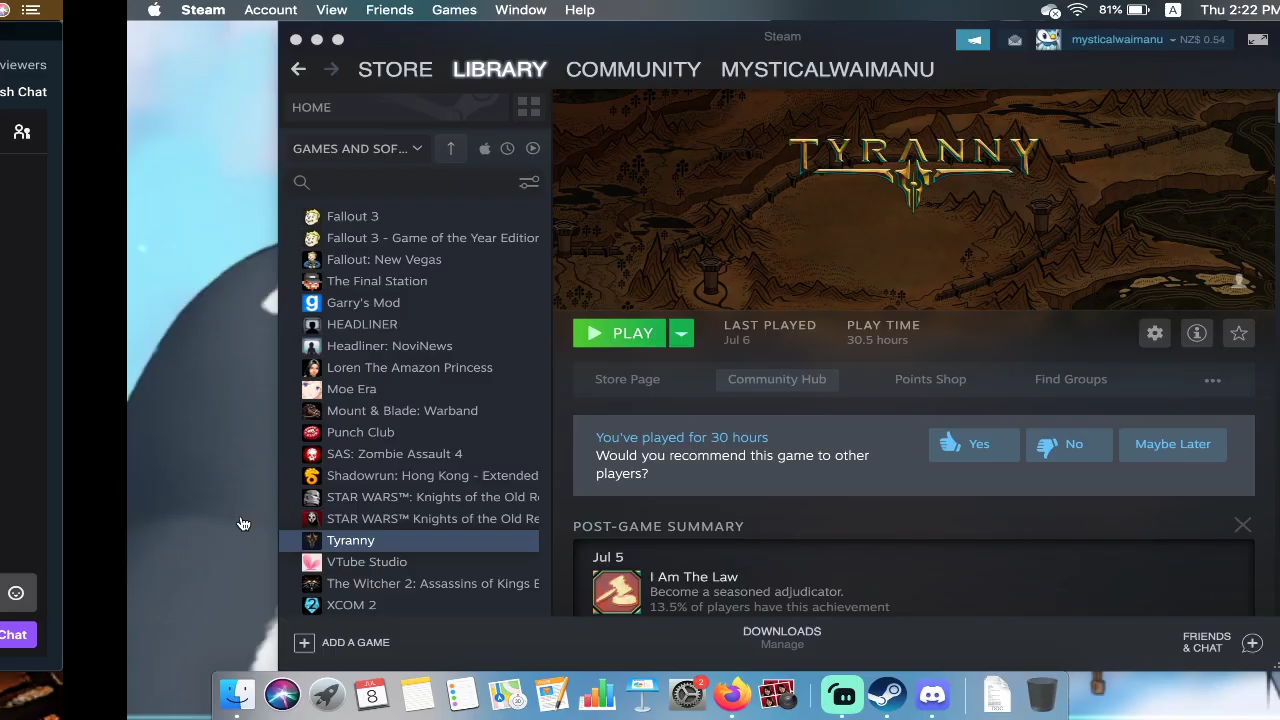 Steam Account View Friends Games Window Help 81% A Thu 2:22 PM
viewers
sh Chat
Chat
Steam
mysticalwaimanu NZ$ 0.54
STORE LIBRARY COMMUNITY MYSTICALWAIMANU
HOME
GAMES AND SOF...
Fallout 3
Fallout 3 - Game of the Year Edition
Fallout: New Vegas
The Final Station
g Garry's Mod
HEADLINER
Headliner: NoviNews
Loren The Amazon Princess
Moe Era
Mount & Blade: Warband
Punch Club
SAS: Zombie Assault 4
Shadowrun: Hong Kong - Extended
STAR WARS™: Knights of the Old Re
STAR WARS™ Knights of the Old Re
Tyranny
VTube Studio
The Witcher 2: Assassins of Kings E
XCOM 2
ADD A GAME
TYRANNY
PLAY
LAST PLAYED
Jul 6
PLAY TIME
30.5 hours
Store Page Community Hub Points Shop Find Groups
You've played for 30 hours
Would you recommend this game to other
players?
Yes No Maybe Later
POST-GAME SUMMARY
Jul 5
I Am The Law
Become a seasoned adjudicator.
13.5% of players have this achievement
DOWNLOADS
Manage
FRIENDS
& CHAT
JUL
8
2